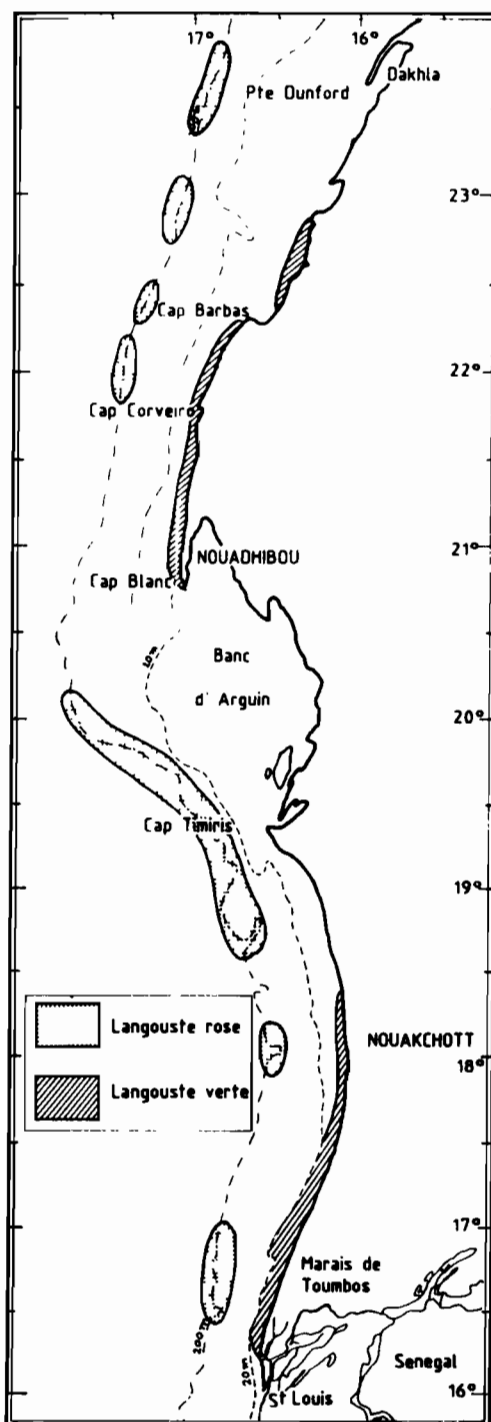 17°
16°
Dakhla
Pte Dunford
23°
Cap Barbas
22°
Cap Corveiro
21°
NOUADHIBOU
Cap Blanc
20m
Banc
d' Arguin
20°
Cap Timiris
19°
Langouste rose
NOUAKCHOTT
18°
Langouste verte
17°
Marais de
Toumbos
200m
Senegal
20m
St Louis
16°